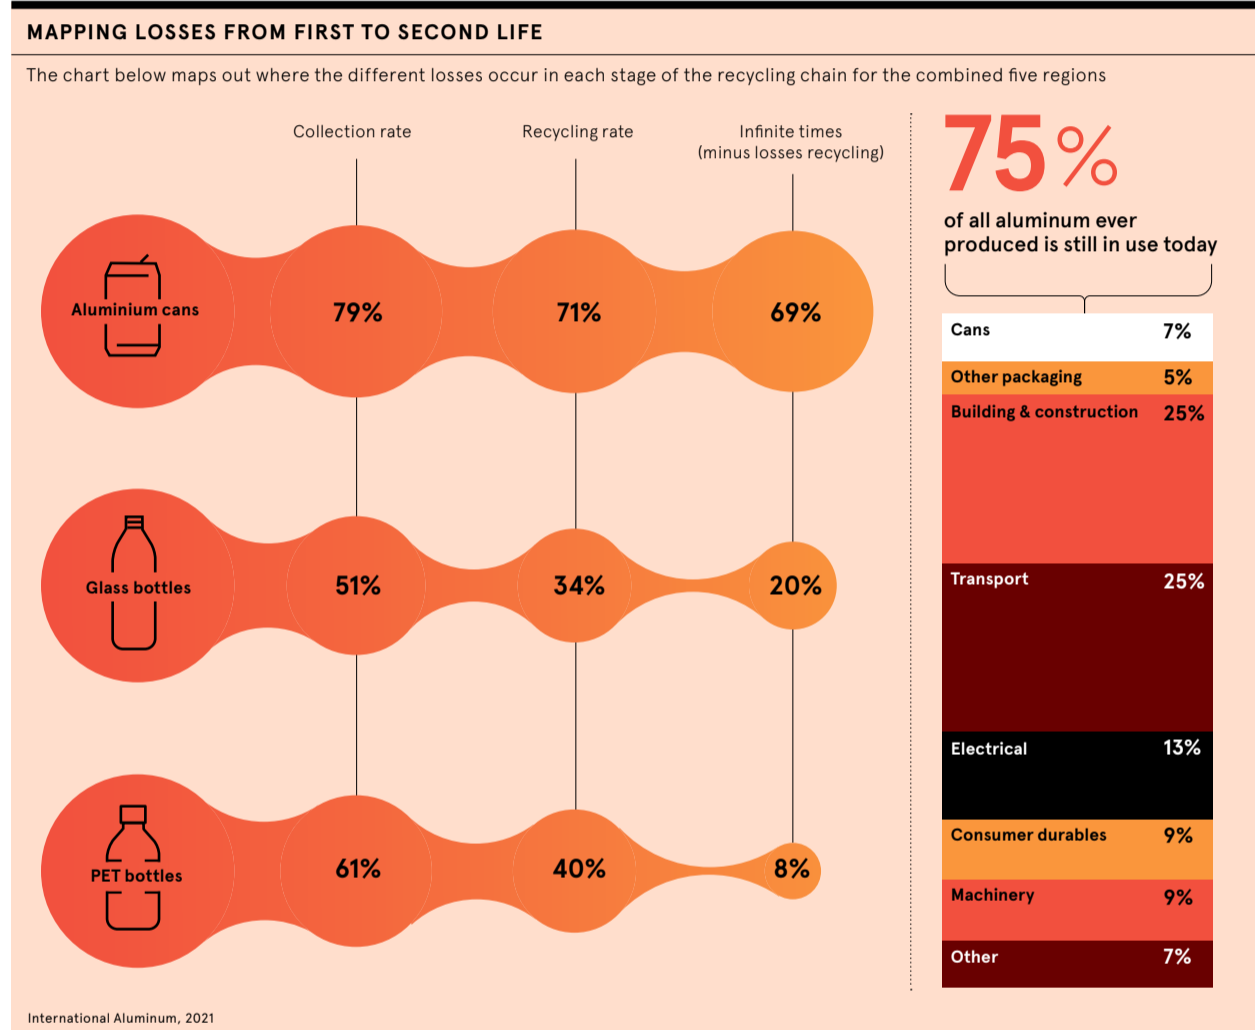 MAPPING LOSSES FROM FIRST TO SECOND LIFE
The chart below maps out where the different losses occur in each stage of the recycling chain for the combined five regions
Collection rate
Recycling rate
Infinite times
(minus losses recycling)
Aluminium cans
79%
71%
69%
Glass bottles
51%
34%
20%
PET bottles
61%
40%
8%
75%
of all aluminum ever
produced is still in use today
Cans 7%
Other packaging 5%
Building & construction 25%
Transport 25%
Electrical 13%
Consumer durables 9%
Machinery 9%
Other 7%
International Aluminum, 2021